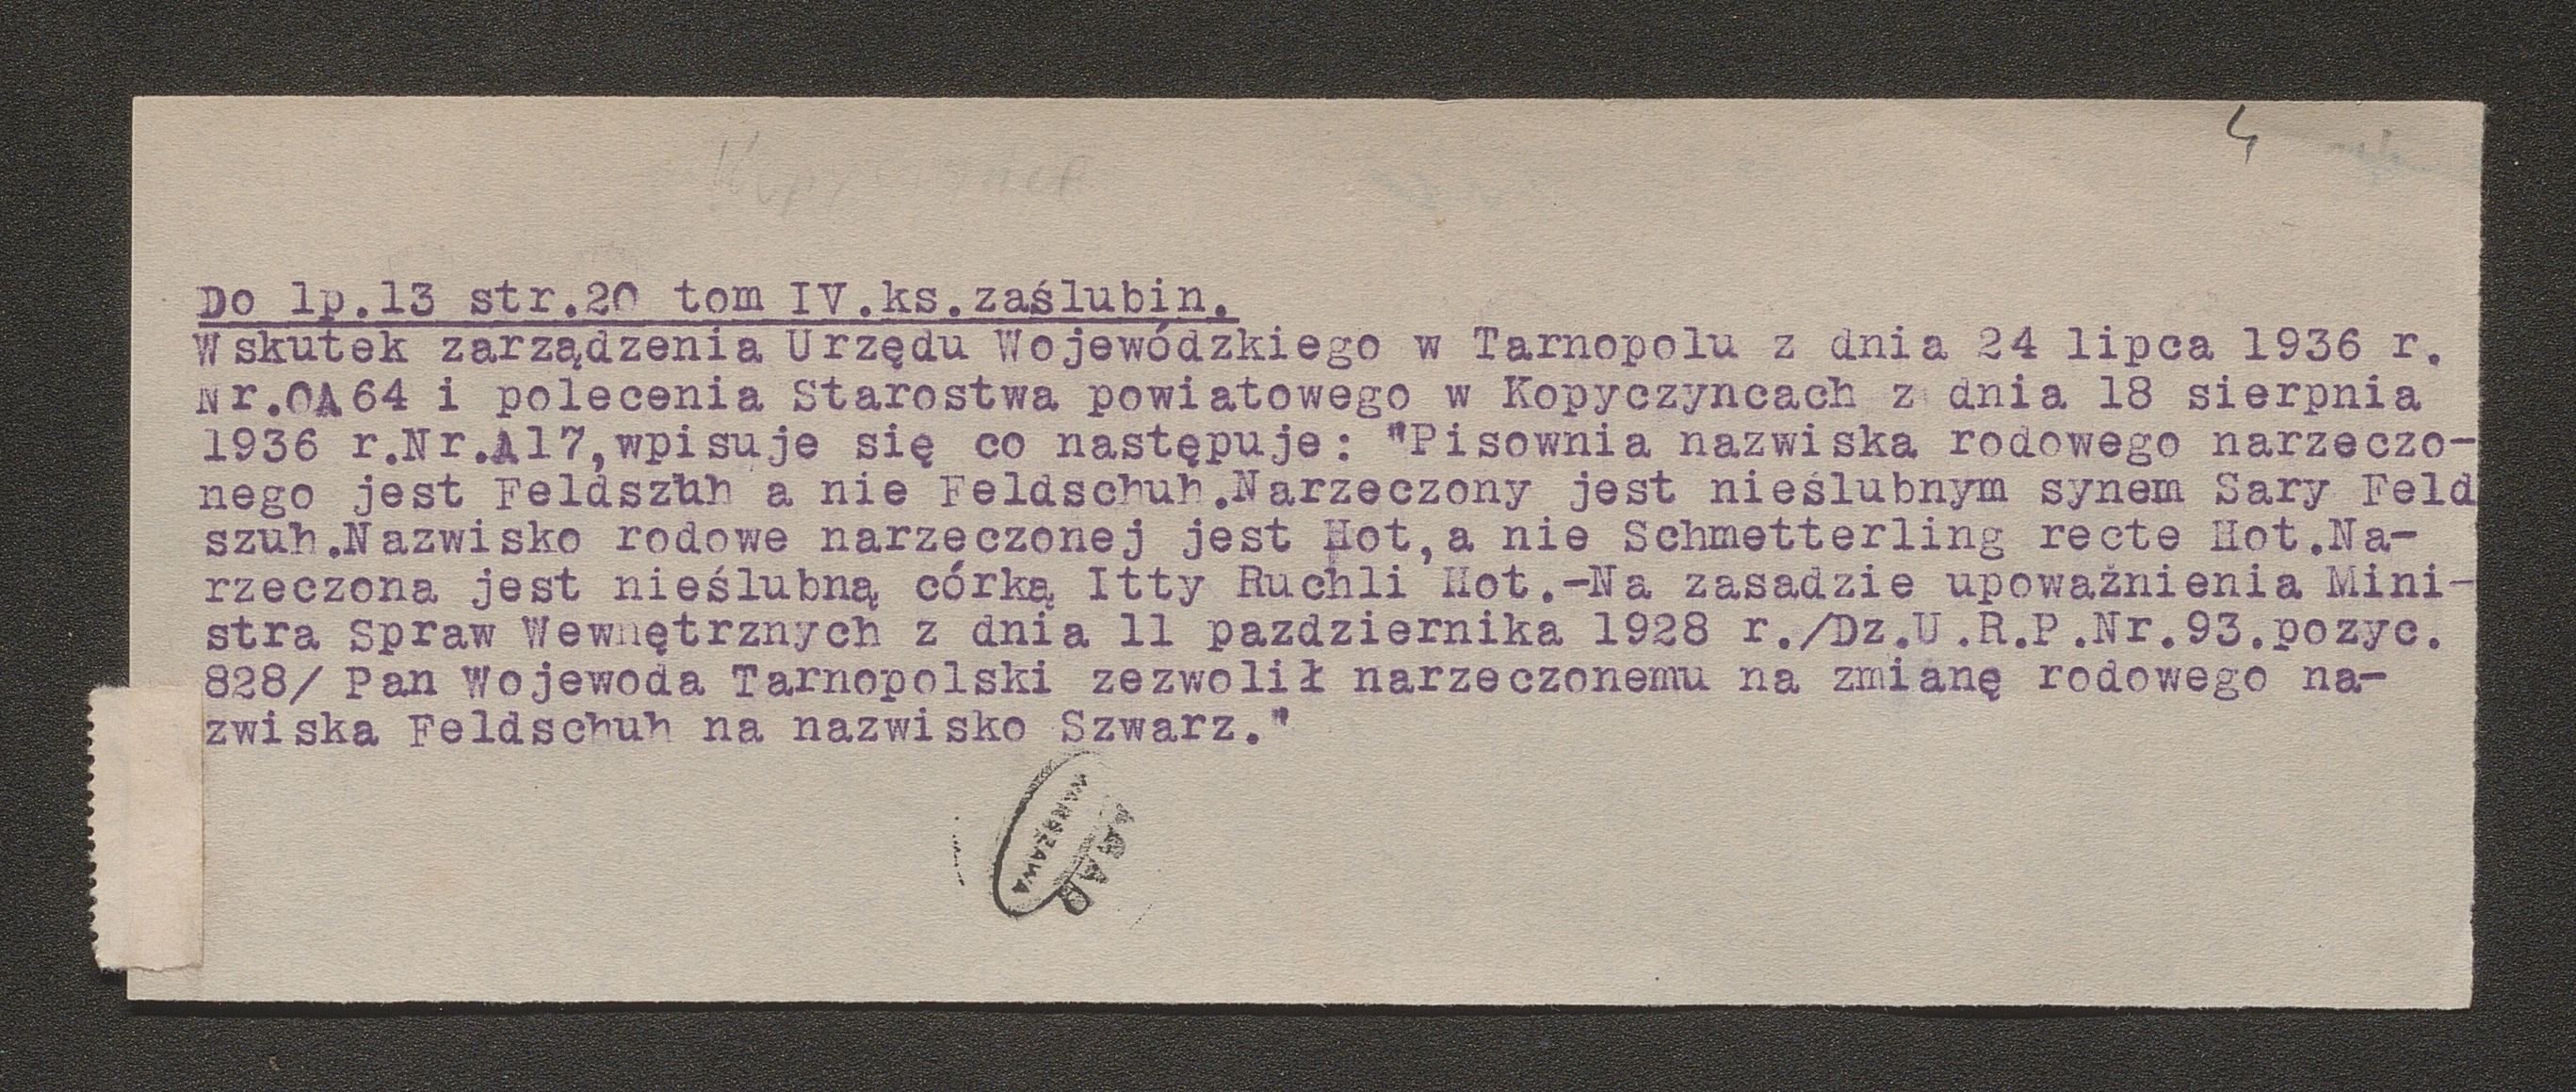 4
Do lp.13 str.20 tom IV.ks.zaślubin.
Wskutek zarządzenia Urzędu Wojewódzkiego w Tarnopolu z dnia 24 lipca 1936 r.
Nr.OA64 i polecenia Starostwa powiatowego w Kopyczyncach z dnia 18 sierpnia
1936 r.Nr.A17,wpisuje się co następuje: "Pisownia nazwiska rodowego narzeczo-
nego jest Feldszuh a nie Feldschuh.Narzeczony jest nieślubnym synem Sary Feld
szuh.Nazwisko rodowe narzeczonej jest Hot,a nie Schmetterling recte Hot.Na-
rzeczona jest nieślubną córką Itty Ruchli Hot.-Na zasadzie upoważnienia Mini-
stra Spraw Wewnętrznych z dnia 11 pazdziernika 1928 r./Dz.U.R.P.Nr.93.pozyc.
828/ Pan Wojewoda Tarnopolski zezwolił narzeczonemu na zmianę rodowego na-
zwiska Feldschuh na nazwisko Szwarz."
AGAD
WARSZAWA